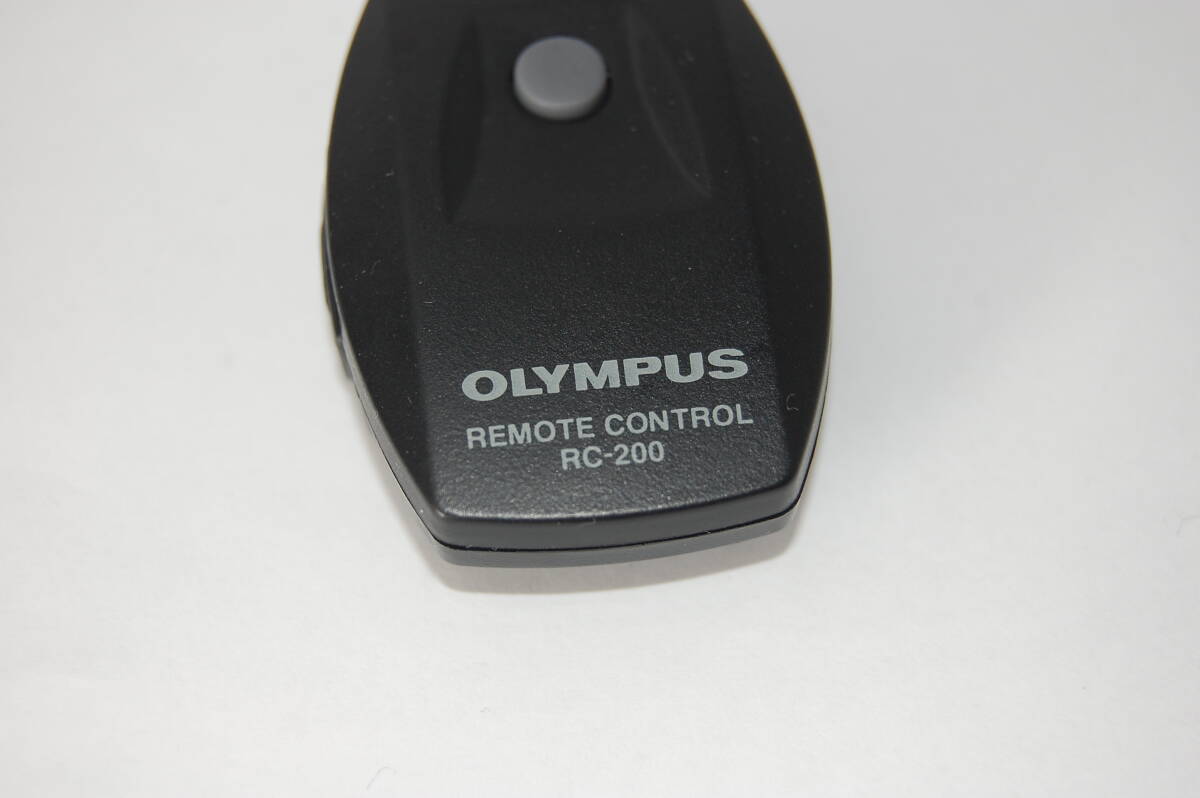 OLYMPUS
REMOTE CONTROL
RC-200